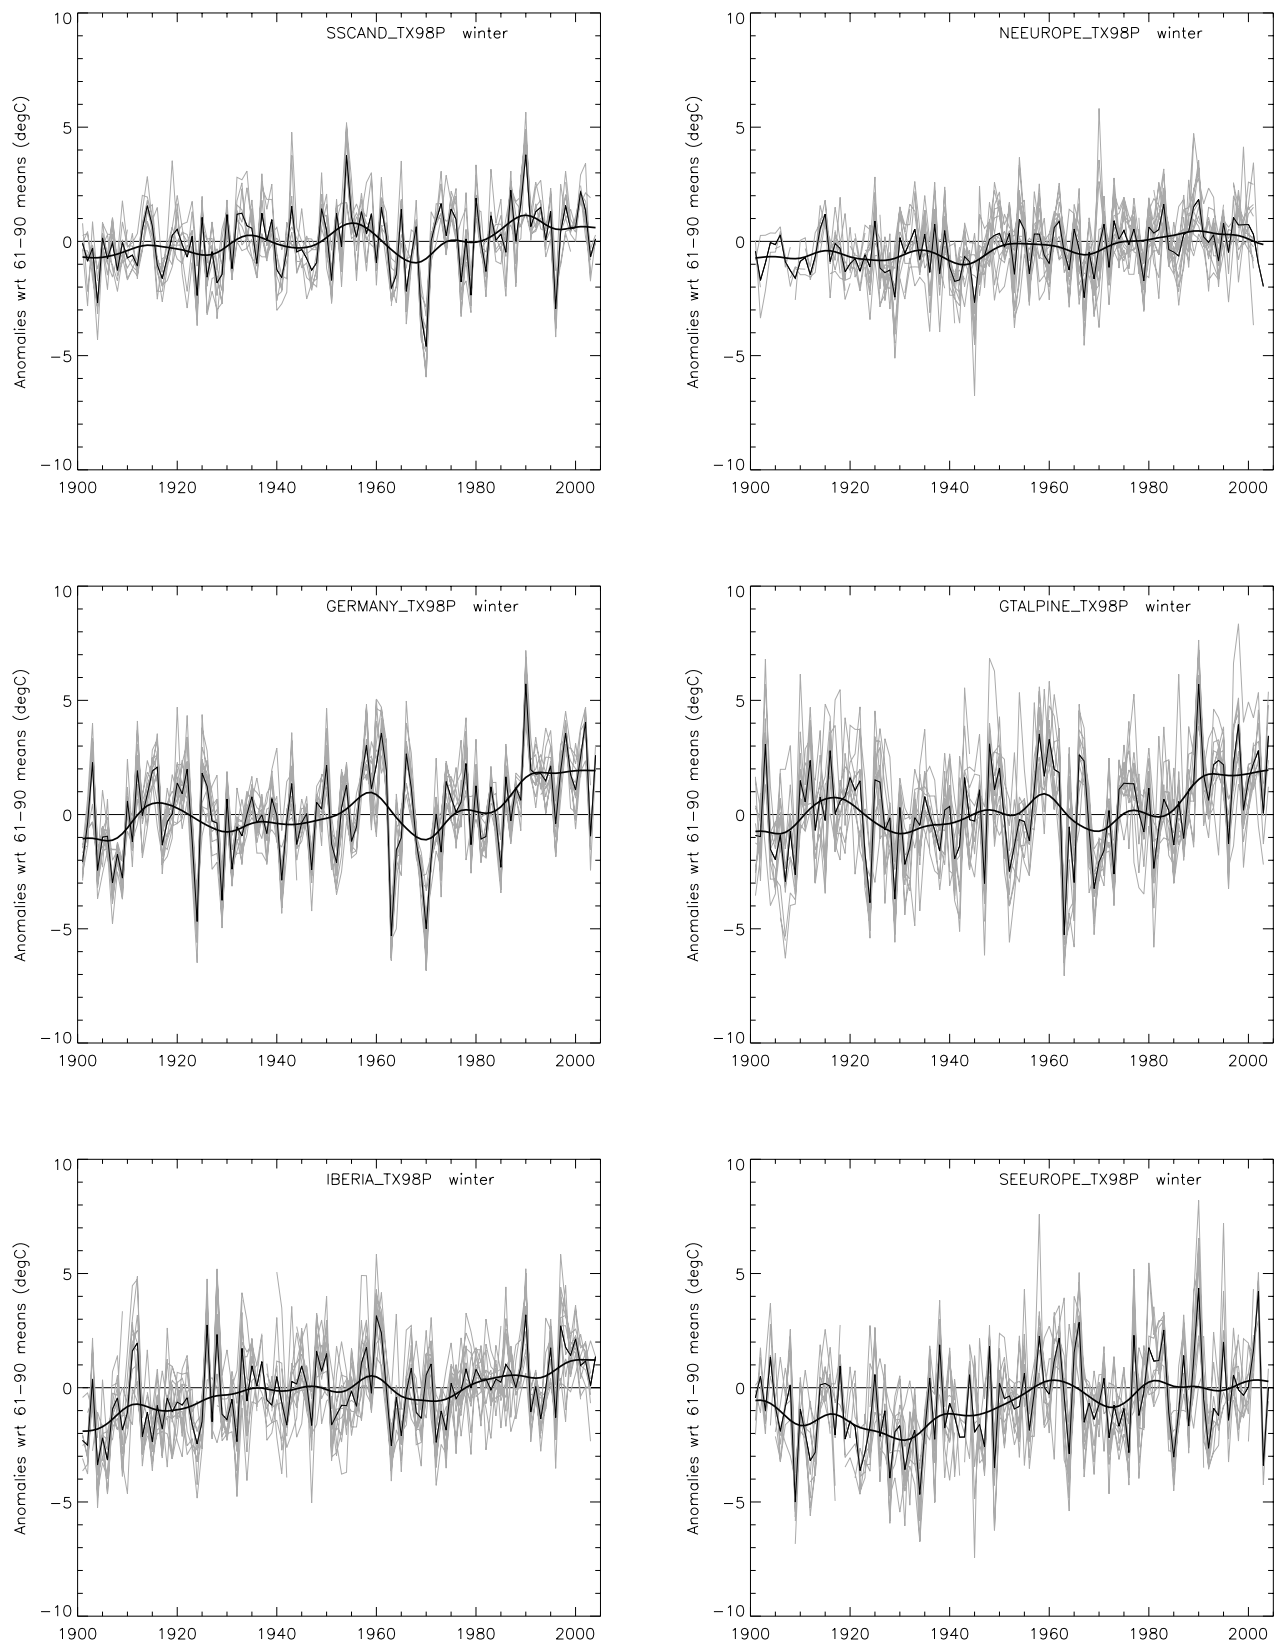 SSCAND_TX98P winter
10
5
0
−5
−10
Anomalies wrt 61−90 means (degC)
1900 1920 1940 1960 1980 2000
NEEUROPE_TX98P winter
10
5
0
−5
−10
Anomalies wrt 61−90 means (degC)
1900 1920 1940 1960 1980 2000
GERMANY_TX98P winter
10
5
0
−5
−10
Anomalies wrt 61−90 means (degC)
1900 1920 1940 1960 1980 2000
GTALPINE_TX98P winter
10
5
0
−5
−10
Anomalies wrt 61−90 means (degC)
1900 1920 1940 1960 1980 2000
IBERIA_TX98P winter
10
5
0
−5
−10
Anomalies wrt 61−90 means (degC)
1900 1920 1940 1960 1980 2000
SEEUROPE_TX98P winter
10
5
0
−5
−10
Anomalies wrt 61−90 means (degC)
1900 1920 1940 1960 1980 2000